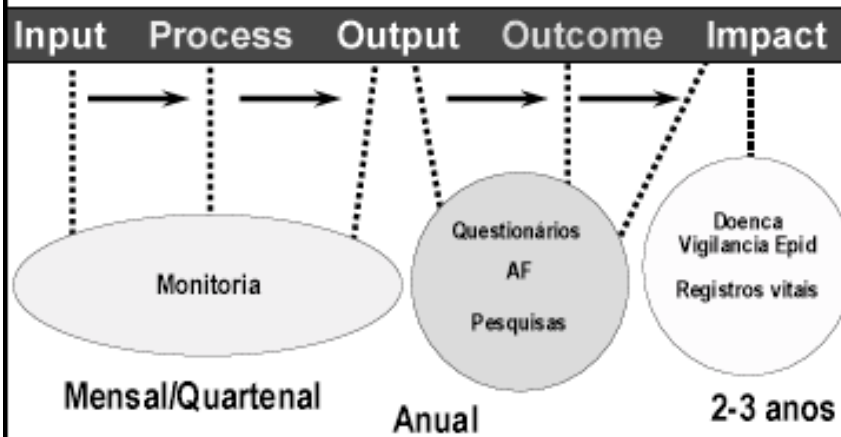 Input Process Output Outcome Impact
Monitoria
Questionários
AF
Pesquisas
Doenca
Vigilancia Epid
Registros vitais
Mensal/Quartenal
Anual
2-3 anos